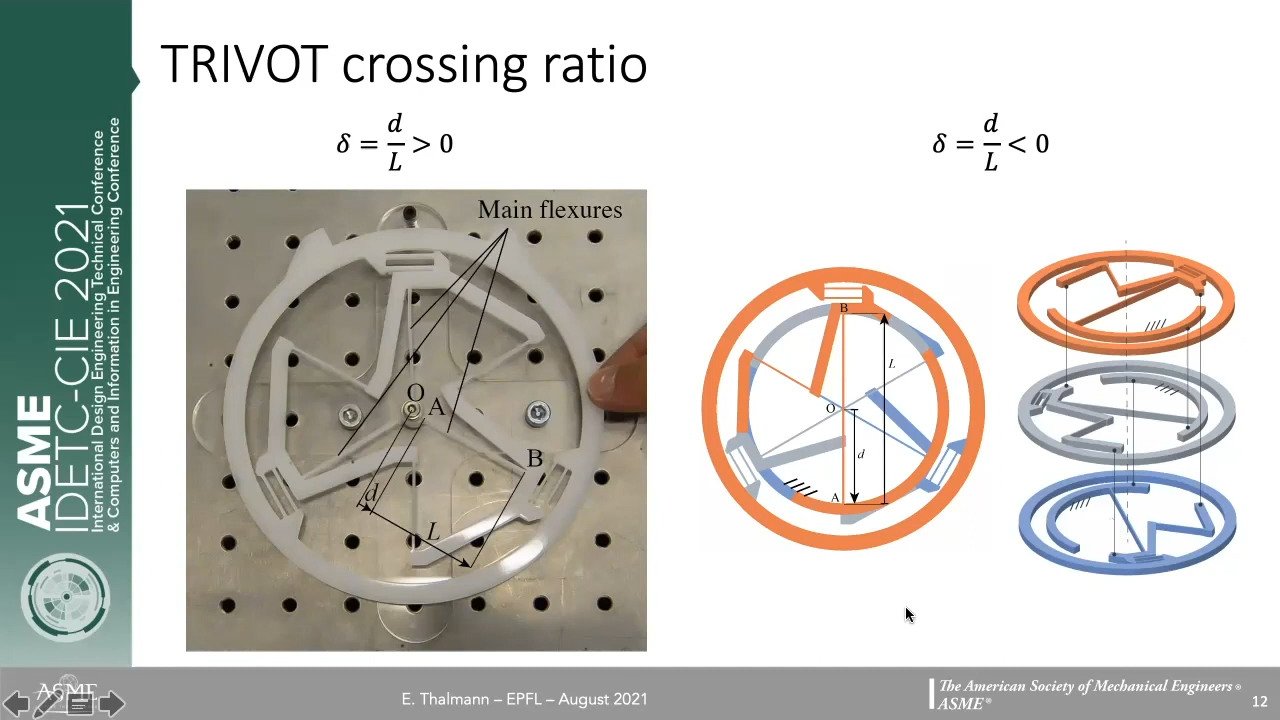 TRIVOT crossing ratio
δ = d/L > 0
δ = d/L < 0
Main flexures
O
A
B
d
L
B
L
O
d
A
ASME
IDETC-CIE 2021
International Design Engineering Technical Conference
& Computers and Information in Engineering Conference
ASME
E. Thalmann – EPFL – August 2021
The American Society of Mechanical Engineers ®
ASME ®
12